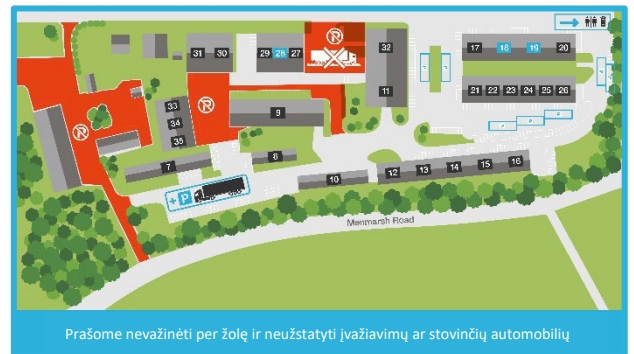 31 30
29 28 27
32
17 18 19 20
11
21 22 23 24 25 26
33
34
35
9
7
8
10
12 13 14 15 16
+ P
Menmarsh Road
Prašome nevažinėti per žolę ir neužstatyti įvažiavimų ar stovinčių automobilių